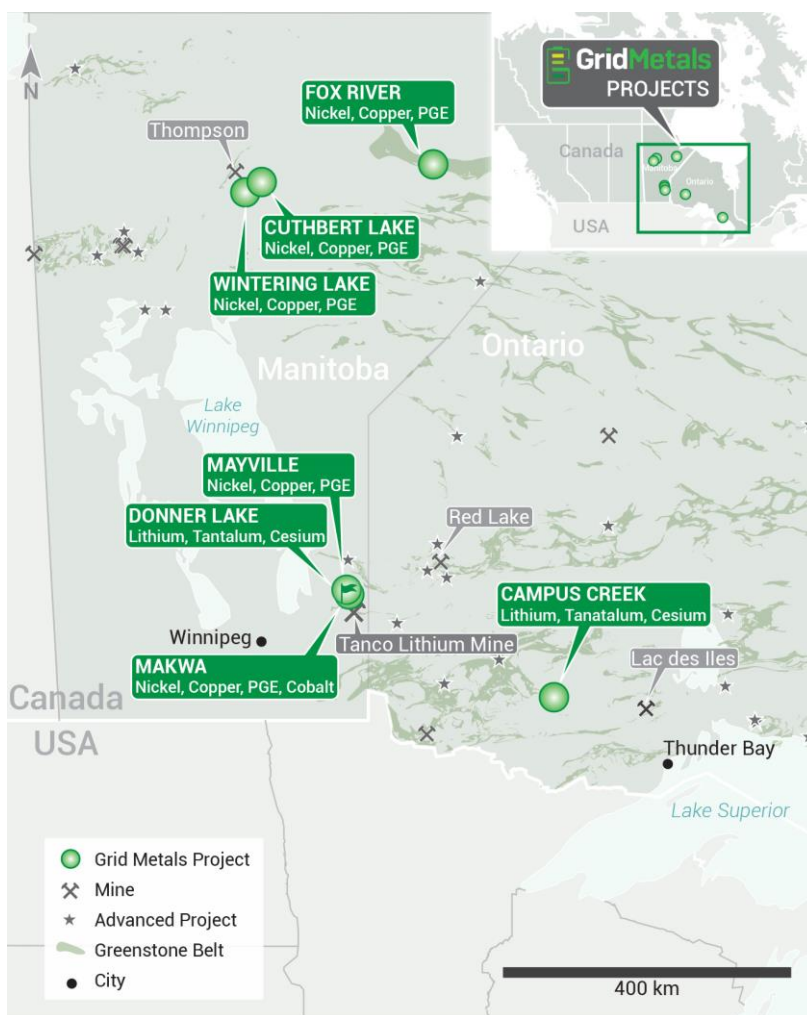 GridMetals
PROJECTS
Canada
Manitoba
Ontario
USA
N
FOX RIVER
Nickel, Copper, PGE
Thompson
CUTHBERT LAKE
Nickel, Copper, PGE
WINTERING LAKE
Nickel, Copper, PGE
Ontario
Manitoba
Lake
Winnipeg
MAYVILLE
Nickel, Copper, PGE
DONNER LAKE
Lithium, Tantalum, Cesium
Red Lake
CAMPUS CREEK
Lithium, Tanatalum, Cesium
Winnipeg
Tanco Lithium Mine
MAKWA
Nickel, Copper, PGE, Cobalt
Lac des Iles
Canada
USA
Thunder Bay
Lake Superior
Grid Metals Project
Mine
Advanced Project
Greenstone Belt
City
400 km